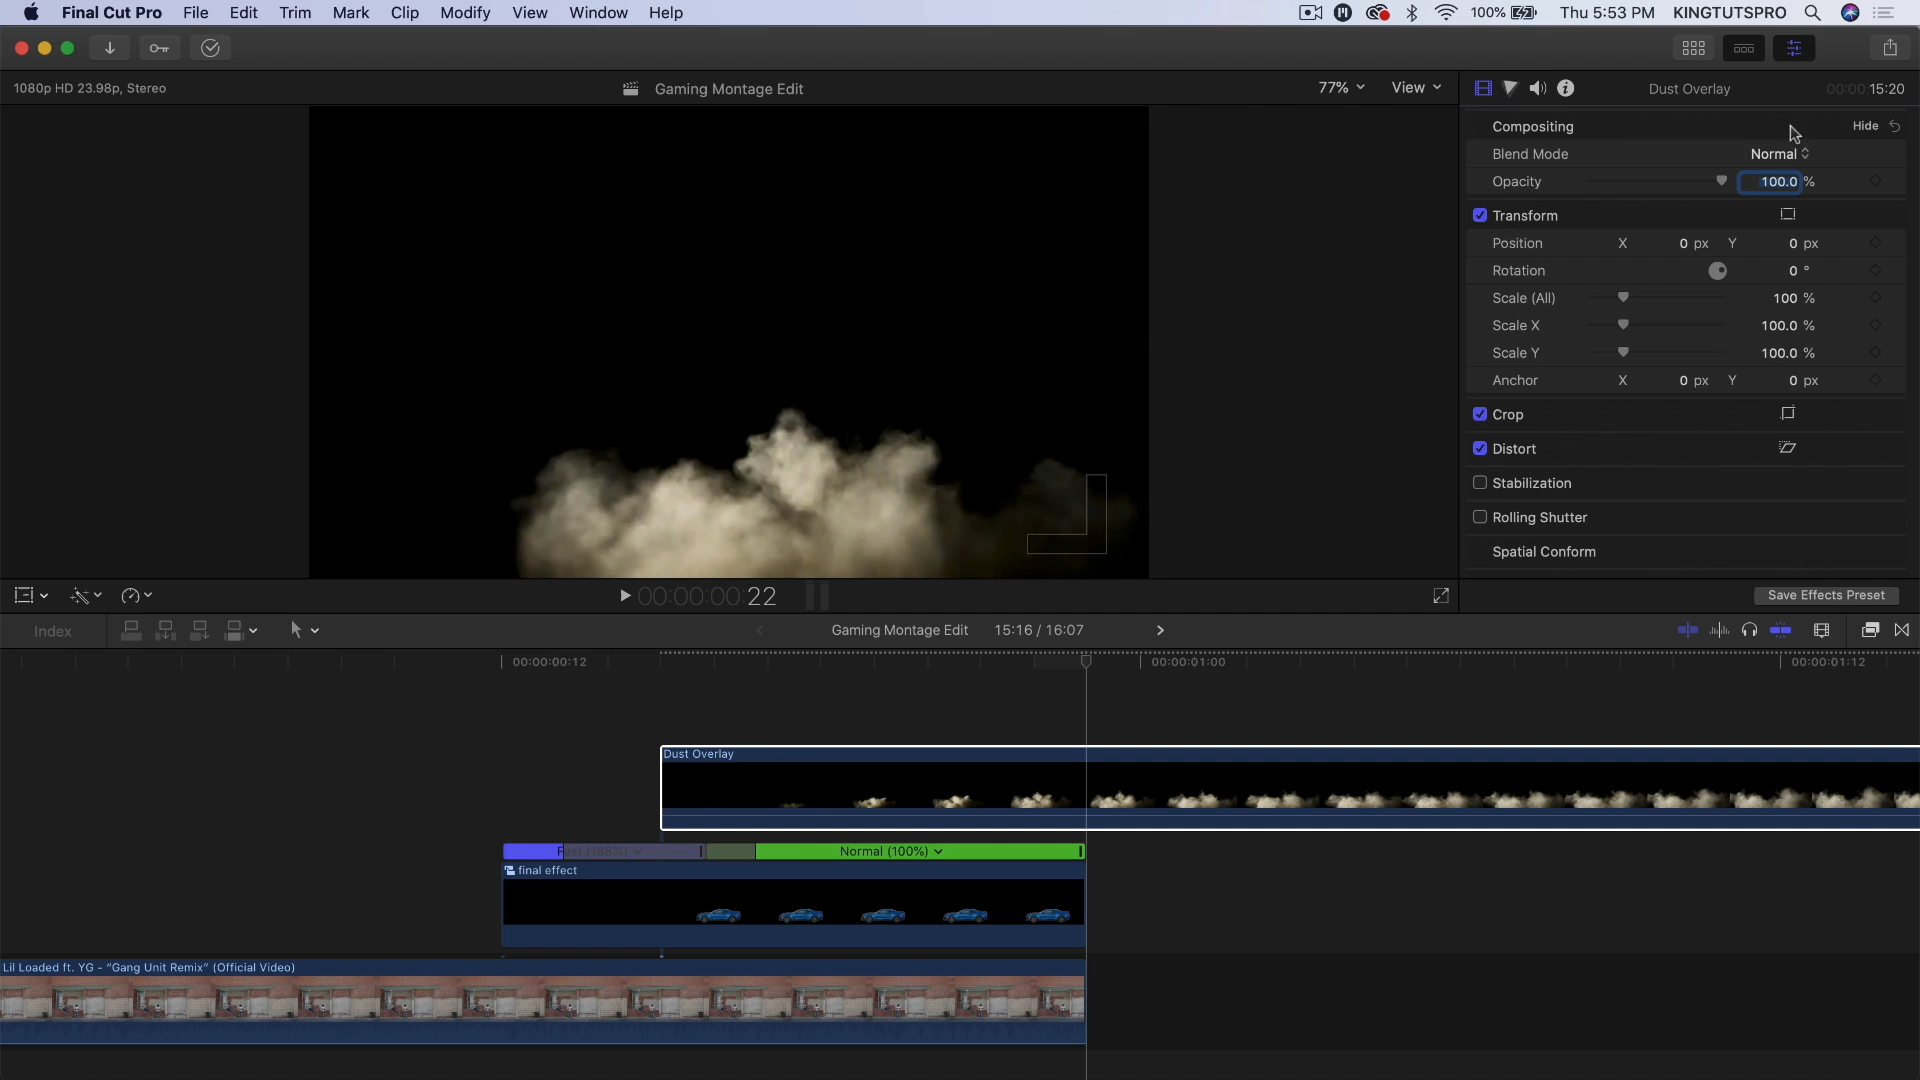 Final Cut Pro File Edit Trim Mark Clip Modify View Window Help 100% Thu 5:53 PM KINGTUTSPRO
1080p HD 23.98p, Stereo Gaming Montage Edit 77% View Dust Overlay 00:00:15:20
Compositing Hide
Blend Mode Normal
Opacity 100.0 %
Transform
Position X 0 px Y 0 px
Rotation 0 °
Scale (All) 100 %
Scale X 100.0 %
Scale Y 100.0 %
Anchor X 0 px Y 0 px
Crop
Distort
Stabilization
Rolling Shutter
Spatial Conform
00:00:00:22 Save Effects Preset
Index Gaming Montage Edit 15:16 / 16:07
00:00:00:12 00:00:01:00 00:00:01:12
Dust Overlay
Fast (188%) Normal (100%)
final effect
Lil Loaded ft. YG - “Gang Unit Remix” (Official Video)